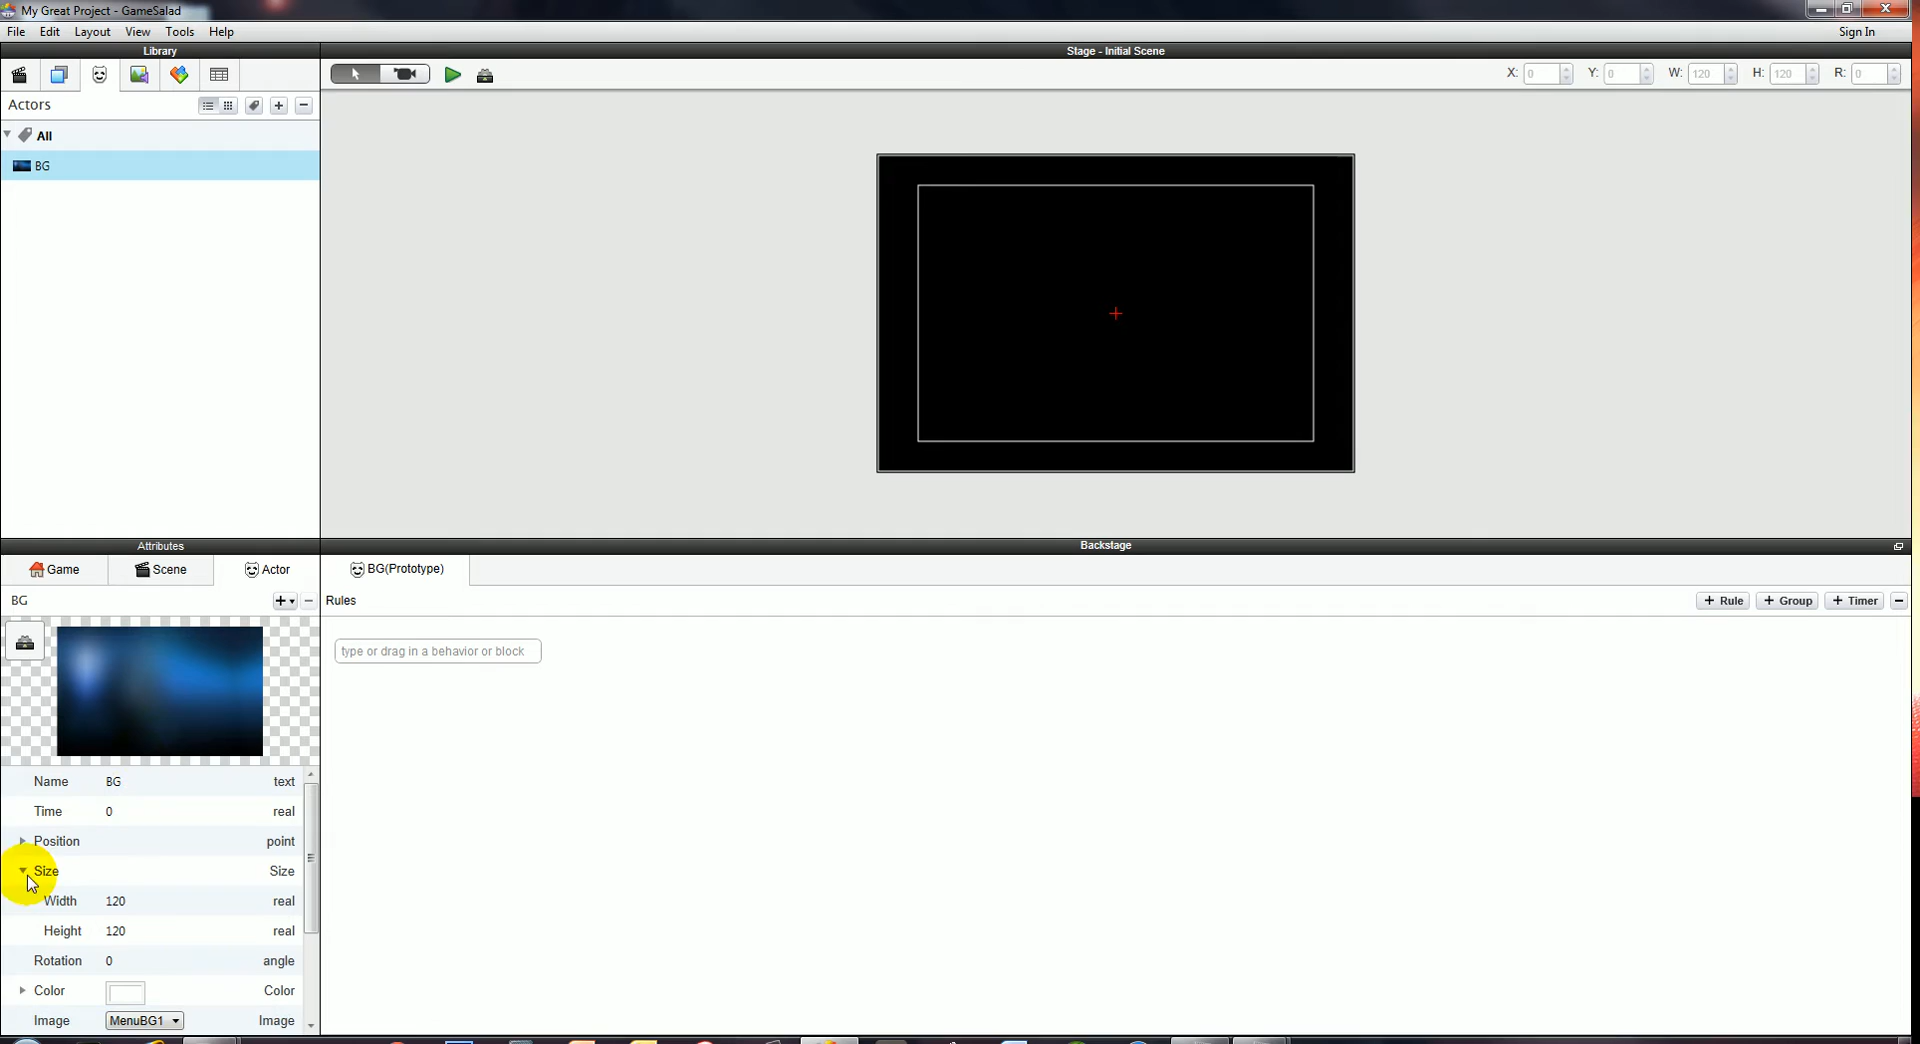 My Great Project - GameSalad
File Edit Layout View Tools Help Sign In
Library
Stage - Initial Scene
X: 0 Y: 0 W: 120 H: 120 R: 0
Actors
All
BG
Attributes
Backstage
Game Scene Actor
BG(Prototype)
BG
Rules
+ Rule + Group + Timer
type or drag in a behavior or block
Name BG text
Time 0 real
Position point
Size Size
Width 120 real
Height 120 real
Rotation 0 angle
Color Color
Image MenuBG1 Image